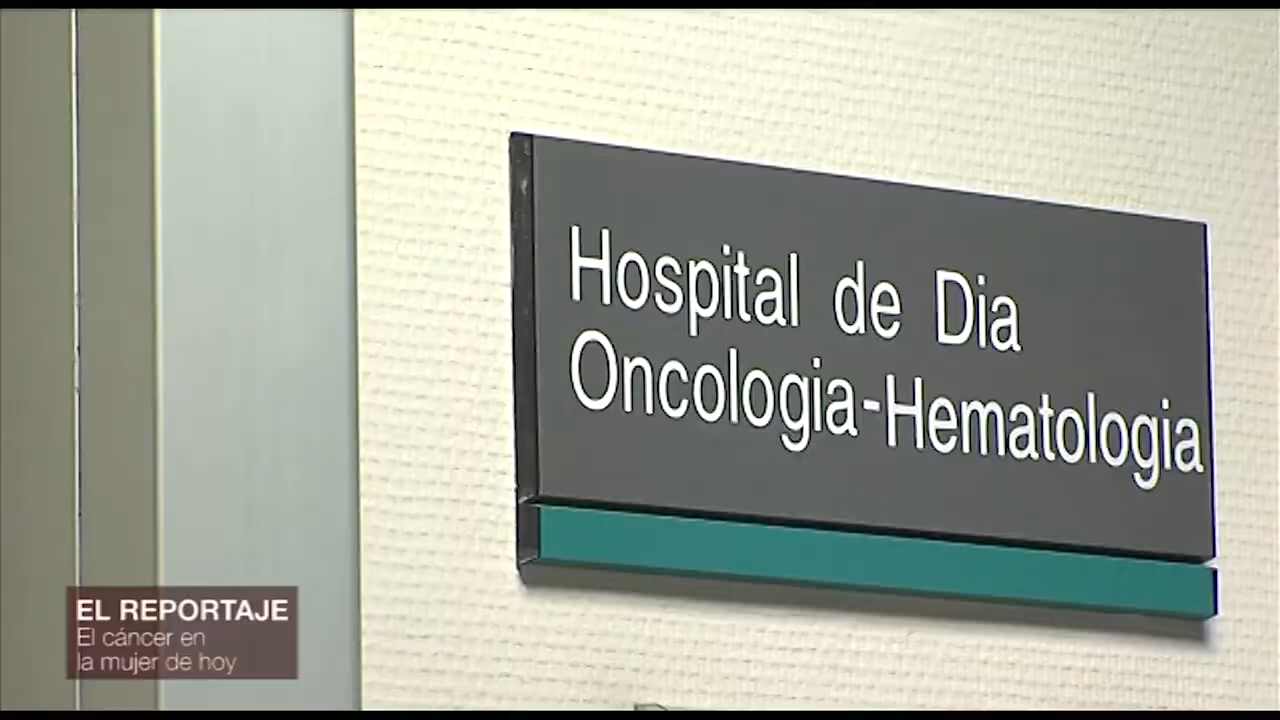 Hospital de Dia
Oncologia-Hematologia
EL REPORTAJE
El cáncer en
la mujer de hoy